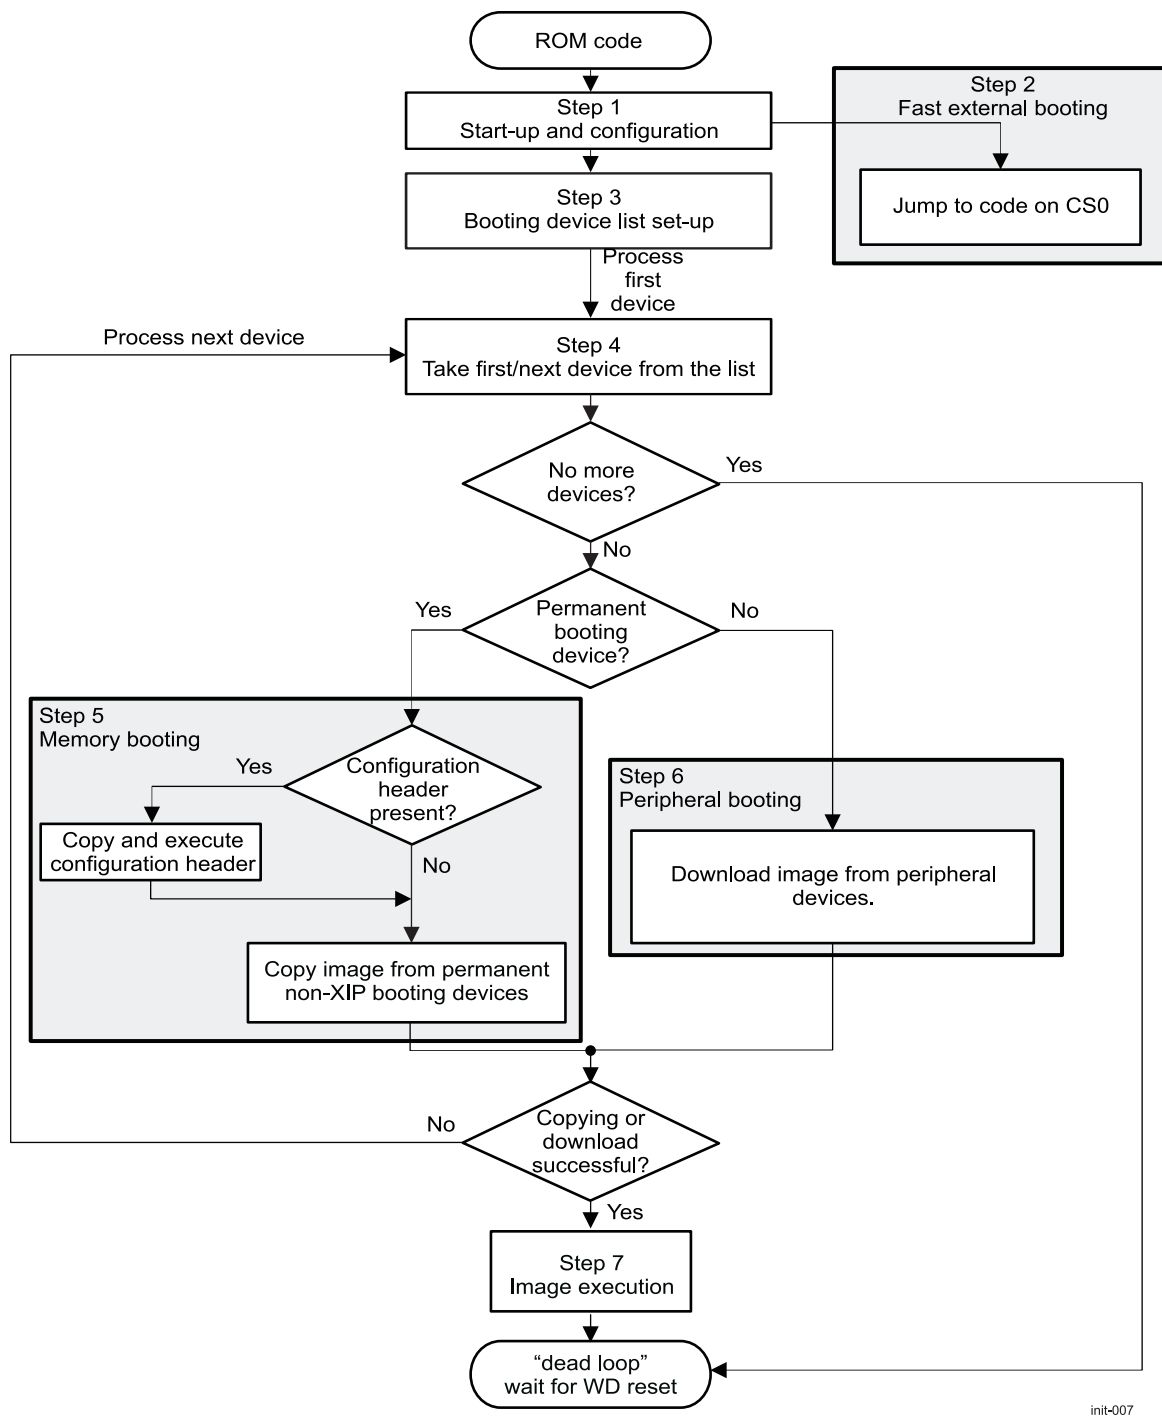 ROM code
Step 1
Start-up and configuration
Step 2
Fast external booting
Jump to code on CS0
Step 3
Booting device list set-up
Process
first
device
Process next device
Step 4
Take first/next device from the list
No more
devices?
Yes
No
Permanent
booting
device?
Yes
No
Step 5
Memory booting
Configuration
header
present?
Yes
Copy and execute
configuration header
No
Copy image from permanent
non-XIP booting devices
Step 6
Peripheral booting
Download image from peripheral
devices.
Copying or
download
successful?
No
Yes
Step 7
Image execution
“dead loop”
wait for WD reset
init-007